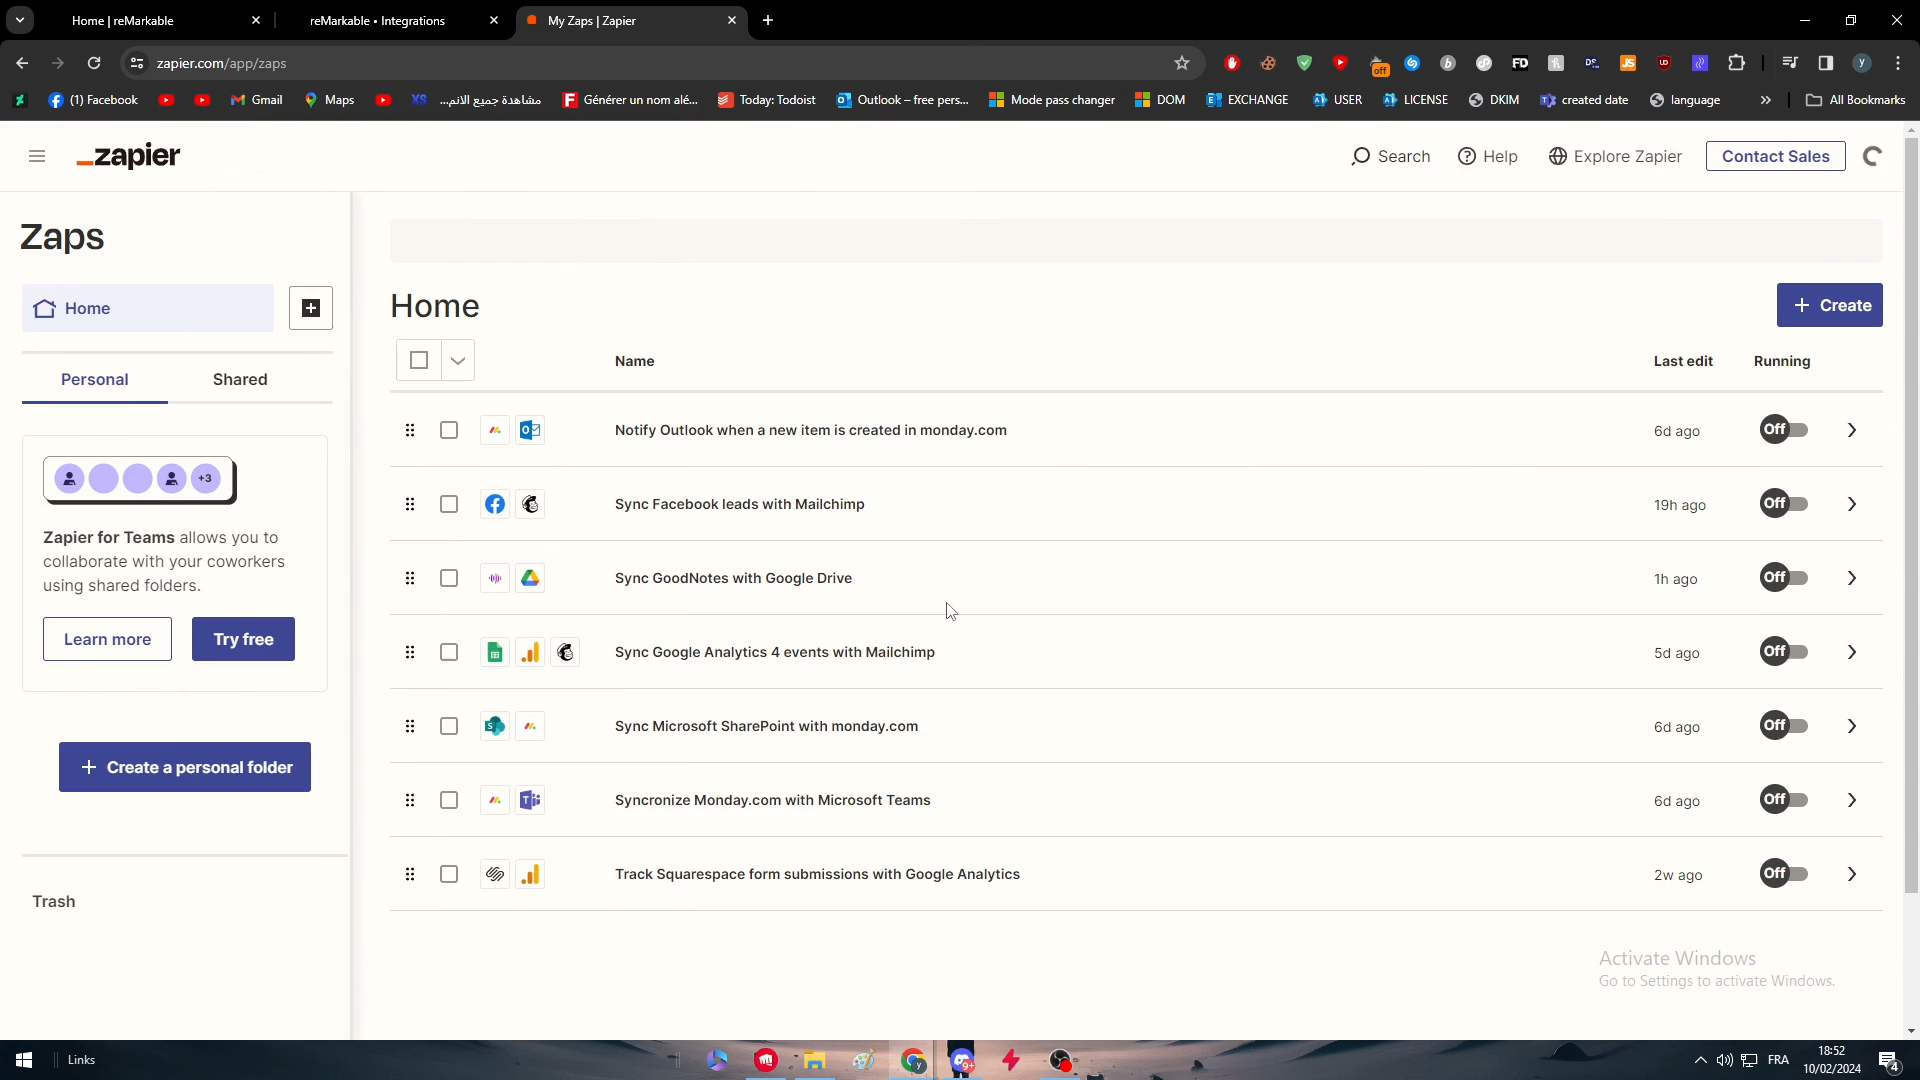 Home | reMarkable
reMarkable • Integrations
My Zaps | Zapier
zapier.com/app/zaps
off
(1) Facebook
Gmail
Maps
مشاهدة جميع الانم...
Générer un nom alé...
Today: Todoist
Outlook – free pers...
Mode pass changer
DOM
EXCHANGE
USER
LICENSE
DKIM
created date
language
All Bookmarks
zapier
Search
Help
Explore Zapier
Contact Sales
Zaps
Home
Personal
Shared
+3
Zapier for Teams allows you to
collaborate with your coworkers
using shared folders.
Learn more
Try free
+ Create a personal folder
Trash
Home
+ Create
Name
Last edit
Running
Notify Outlook when a new item is created in monday.com
6d ago
Off
Sync Facebook leads with Mailchimp
19h ago
Off
Sync GoodNotes with Google Drive
1h ago
Off
Sync Google Analytics 4 events with Mailchimp
5d ago
Off
Sync Microsoft SharePoint with monday.com
6d ago
Off
Syncronize Monday.com with Microsoft Teams
6d ago
Off
Track Squarespace form submissions with Google Analytics
2w ago
Off
Activate Windows
Go to Settings to activate Windows.
Links
FRA
18:52
10/02/2024
4